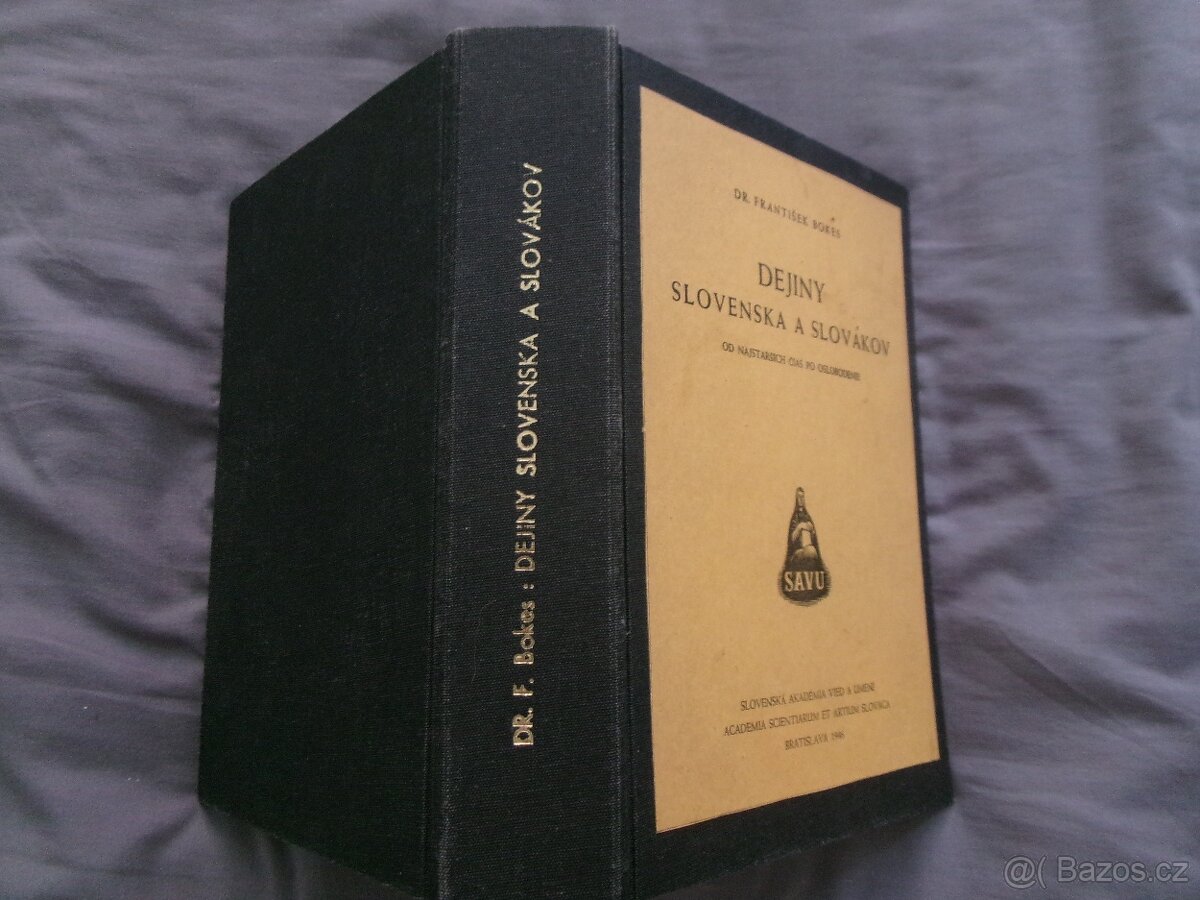 DR. F. Bokes : DEJINY SLOVENSKA A SLOVÁKOV
DR. FRANTIŠEK BOKES
DEJINY
SLOVENSKA A SLOVÁKOV
OD NAJSTARŠÍCH ČIAS PO OSLOBODENIE
SAVU
SLOVENSKÁ AKADÉMIA VIED A UMENÍ
ACADEMIA SCIENTIARUM ET ARTIUM SLOVACA
BRATISLAVA 1946
@( Bazos.cz